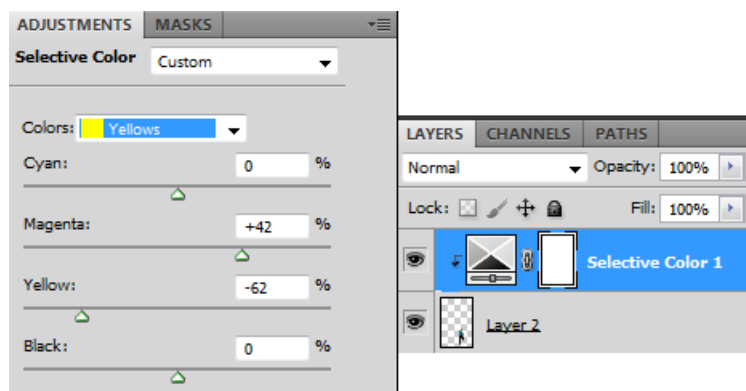 ADJUSTMENTS MASKS
Selective Color Custom
Colors: Yellows
Cyan: 0 %
Magenta: +42 %
Yellow: -62 %
Black: 0 %
LAYERS CHANNELS PATHS
Normal Opacity: 100%
Lock: Fill: 100%
Selective Color 1
Layer 2